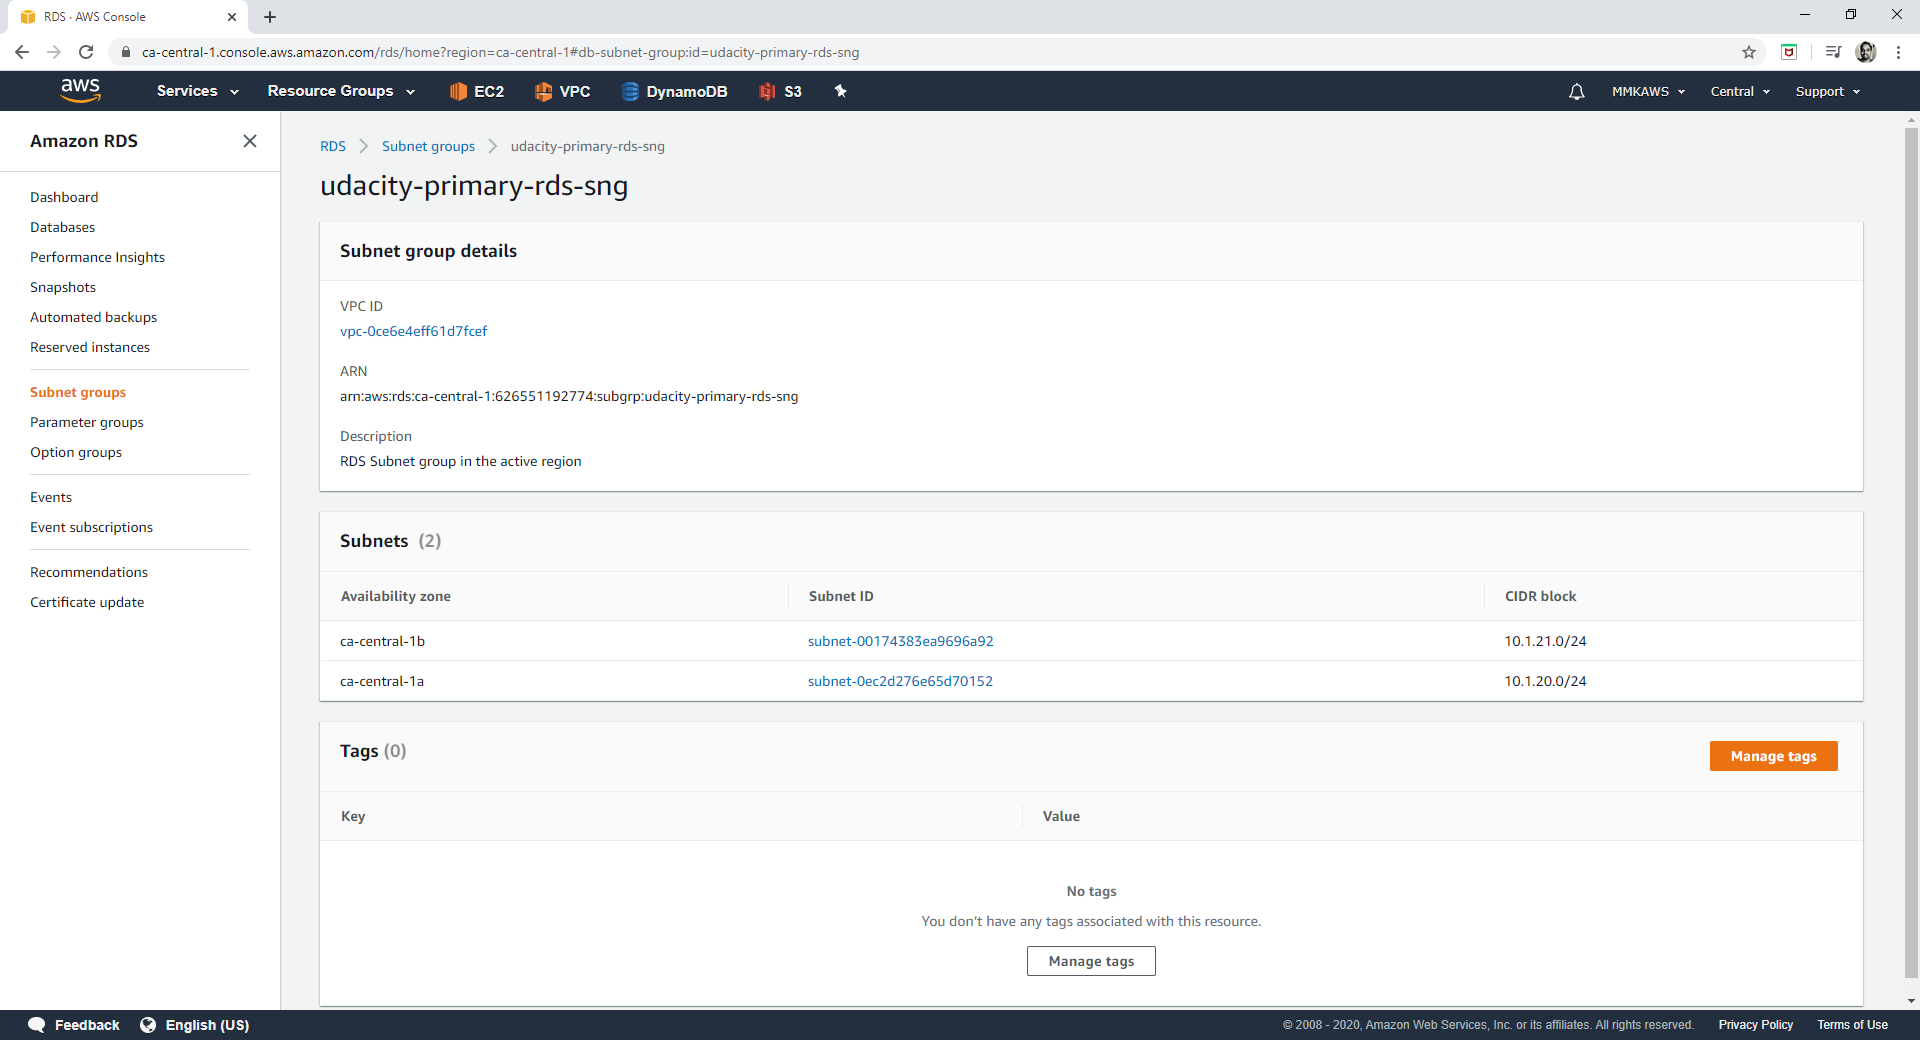 RDS · AWS Console
ca-central-1.console.aws.amazon.com/rds/home?region=ca-central-1#db-subnet-group:id=udacity-primary-rds-sng
aws Services Resource Groups EC2 VPC DynamoDB S3 MMKAWS Central Support
Amazon RDS
Dashboard
Databases
Performance Insights
Snapshots
Automated backups
Reserved instances
Subnet groups
Parameter groups
Option groups
Events
Event subscriptions
Recommendations
Certificate update
RDS Subnet groups udacity-primary-rds-sng
udacity-primary-rds-sng
Subnet group details
VPC ID
vpc-0ce6e4eff61d7fcef
ARN
arn:aws:rds:ca-central-1:626551192774:subgrp:udacity-primary-rds-sng
Description
RDS Subnet group in the active region
Subnets (2)
Availability zone Subnet ID CIDR block
ca-central-1b subnet-00174383ea9696a92 10.1.21.0/24
ca-central-1a subnet-0ec2d276e65d70152 10.1.20.0/24
Tags (0)
Manage tags
Key Value
No tags
You don't have any tags associated with this resource.
Manage tags
Feedback English (US) © 2008 - 2020, Amazon Web Services, Inc. or its affiliates. All rights reserved. Privacy Policy Terms of Use